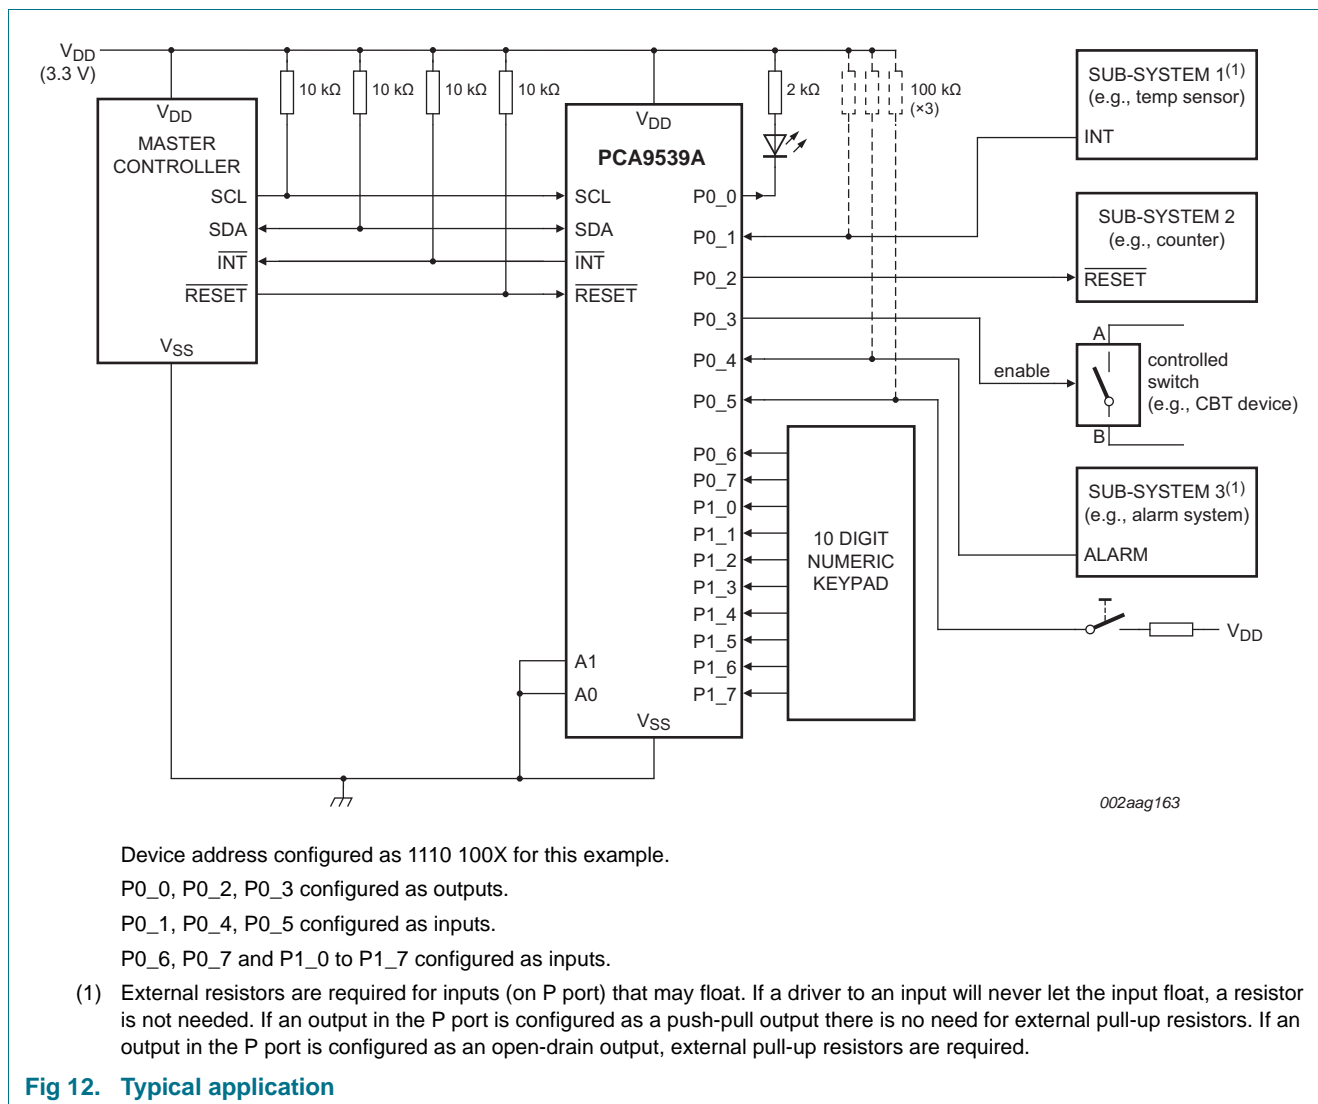 VDD
(3.3 V)
10 kΩ
10 kΩ
10 kΩ
10 kΩ
2 kΩ
100 kΩ
(×3)
VDD
MASTER
CONTROLLER
SCL
SDA
INT
RESET
VSS
VDD
PCA9539A
SCL
SDA
INT
RESET
A1
A0
VSS
P0_0
P0_1
P0_2
P0_3
P0_4
P0_5
P0_6
P0_7
P1_0
P1_1
P1_2
P1_3
P1_4
P1_5
P1_6
P1_7
10 DIGIT
NUMERIC
KEYPAD
SUB-SYSTEM 1(1)
(e.g., temp sensor)
INT
SUB-SYSTEM 2
(e.g., counter)
RESET
A
enable
controlled
switch
(e.g., CBT device)
B
SUB-SYSTEM 3(1)
(e.g., alarm system)
ALARM
VDD
002aag163
Device address configured as 1110 100X for this example.
P0_0, P0_2, P0_3 configured as outputs.
P0_1, P0_4, P0_5 configured as inputs.
P0_6, P0_7 and P1_0 to P1_7 configured as inputs.
(1) External resistors are required for inputs (on P port) that may float. If a driver to an input will never let the input float, a resistor
is not needed. If an output in the P port is configured as a push-pull output there is no need for external pull-up resistors. If an
output in the P port is configured as an open-drain output, external pull-up resistors are required.
Fig 12. Typical application